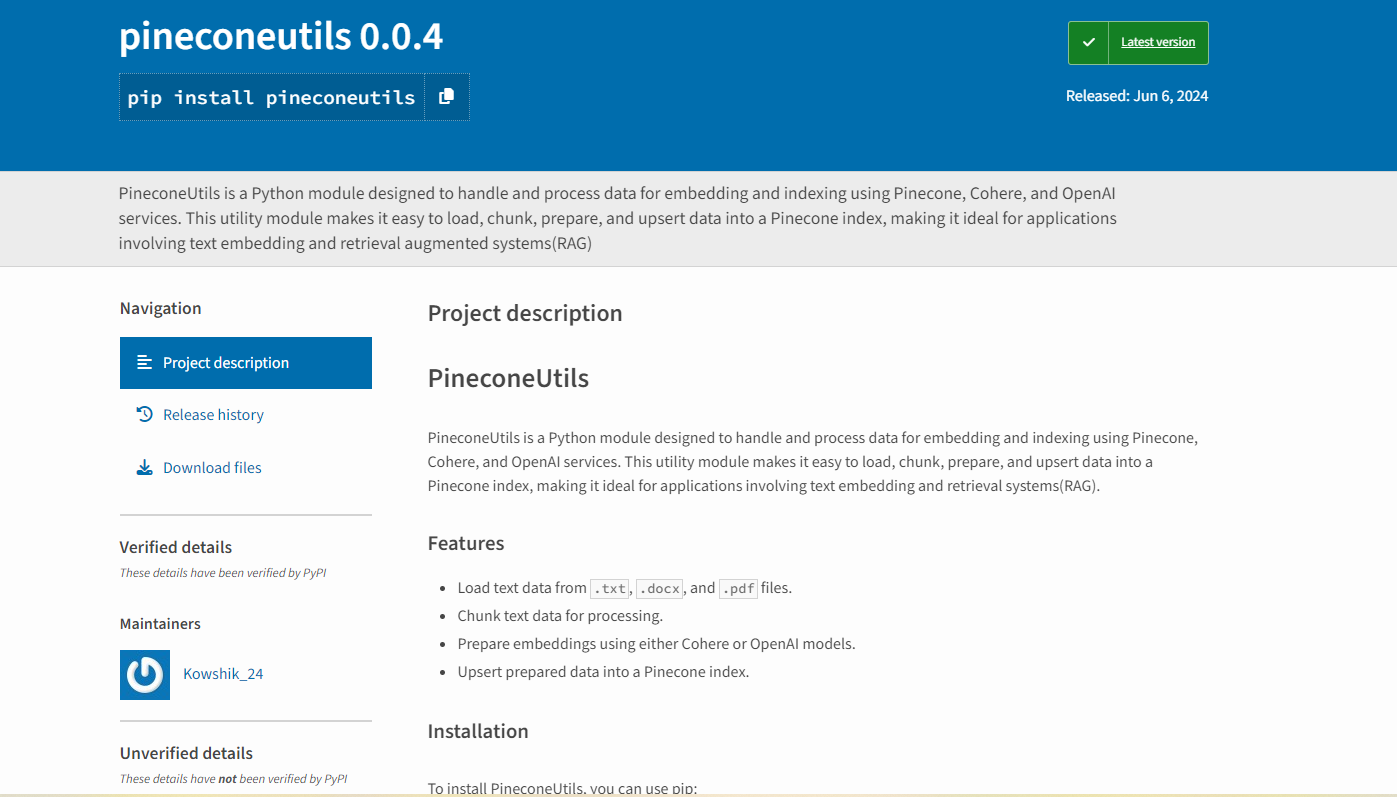 pineconeutils 0.0.4
pip install pineconeutils
Latest version
Released: Jun 6, 2024
PineconeUtils is a Python module designed to handle and process data for embedding and indexing using Pinecone, Cohere, and OpenAI
services. This utility module makes it easy to load, chunk, prepare, and upsert data into a Pinecone index, making it ideal for applications
involving text embedding and retrieval augmented systems(RAG)
Navigation
Project description
Release history
Download files
Verified details
These details have been verified by PyPI
Maintainers
Kowshik_24
Unverified details
These details have not been verified by PyPI
Project description
PineconeUtils
PineconeUtils is a Python module designed to handle and process data for embedding and indexing using Pinecone,
Cohere, and OpenAI services. This utility module makes it easy to load, chunk, prepare, and upsert data into a
Pinecone index, making it ideal for applications involving text embedding and retrieval systems(RAG).
Features
Load text data from .txt, .docx, and .pdf files.
Chunk text data for processing.
Prepare embeddings using either Cohere or OpenAI models.
Upsert prepared data into a Pinecone index.
Installation
To install PineconeUtils, you can use pip: